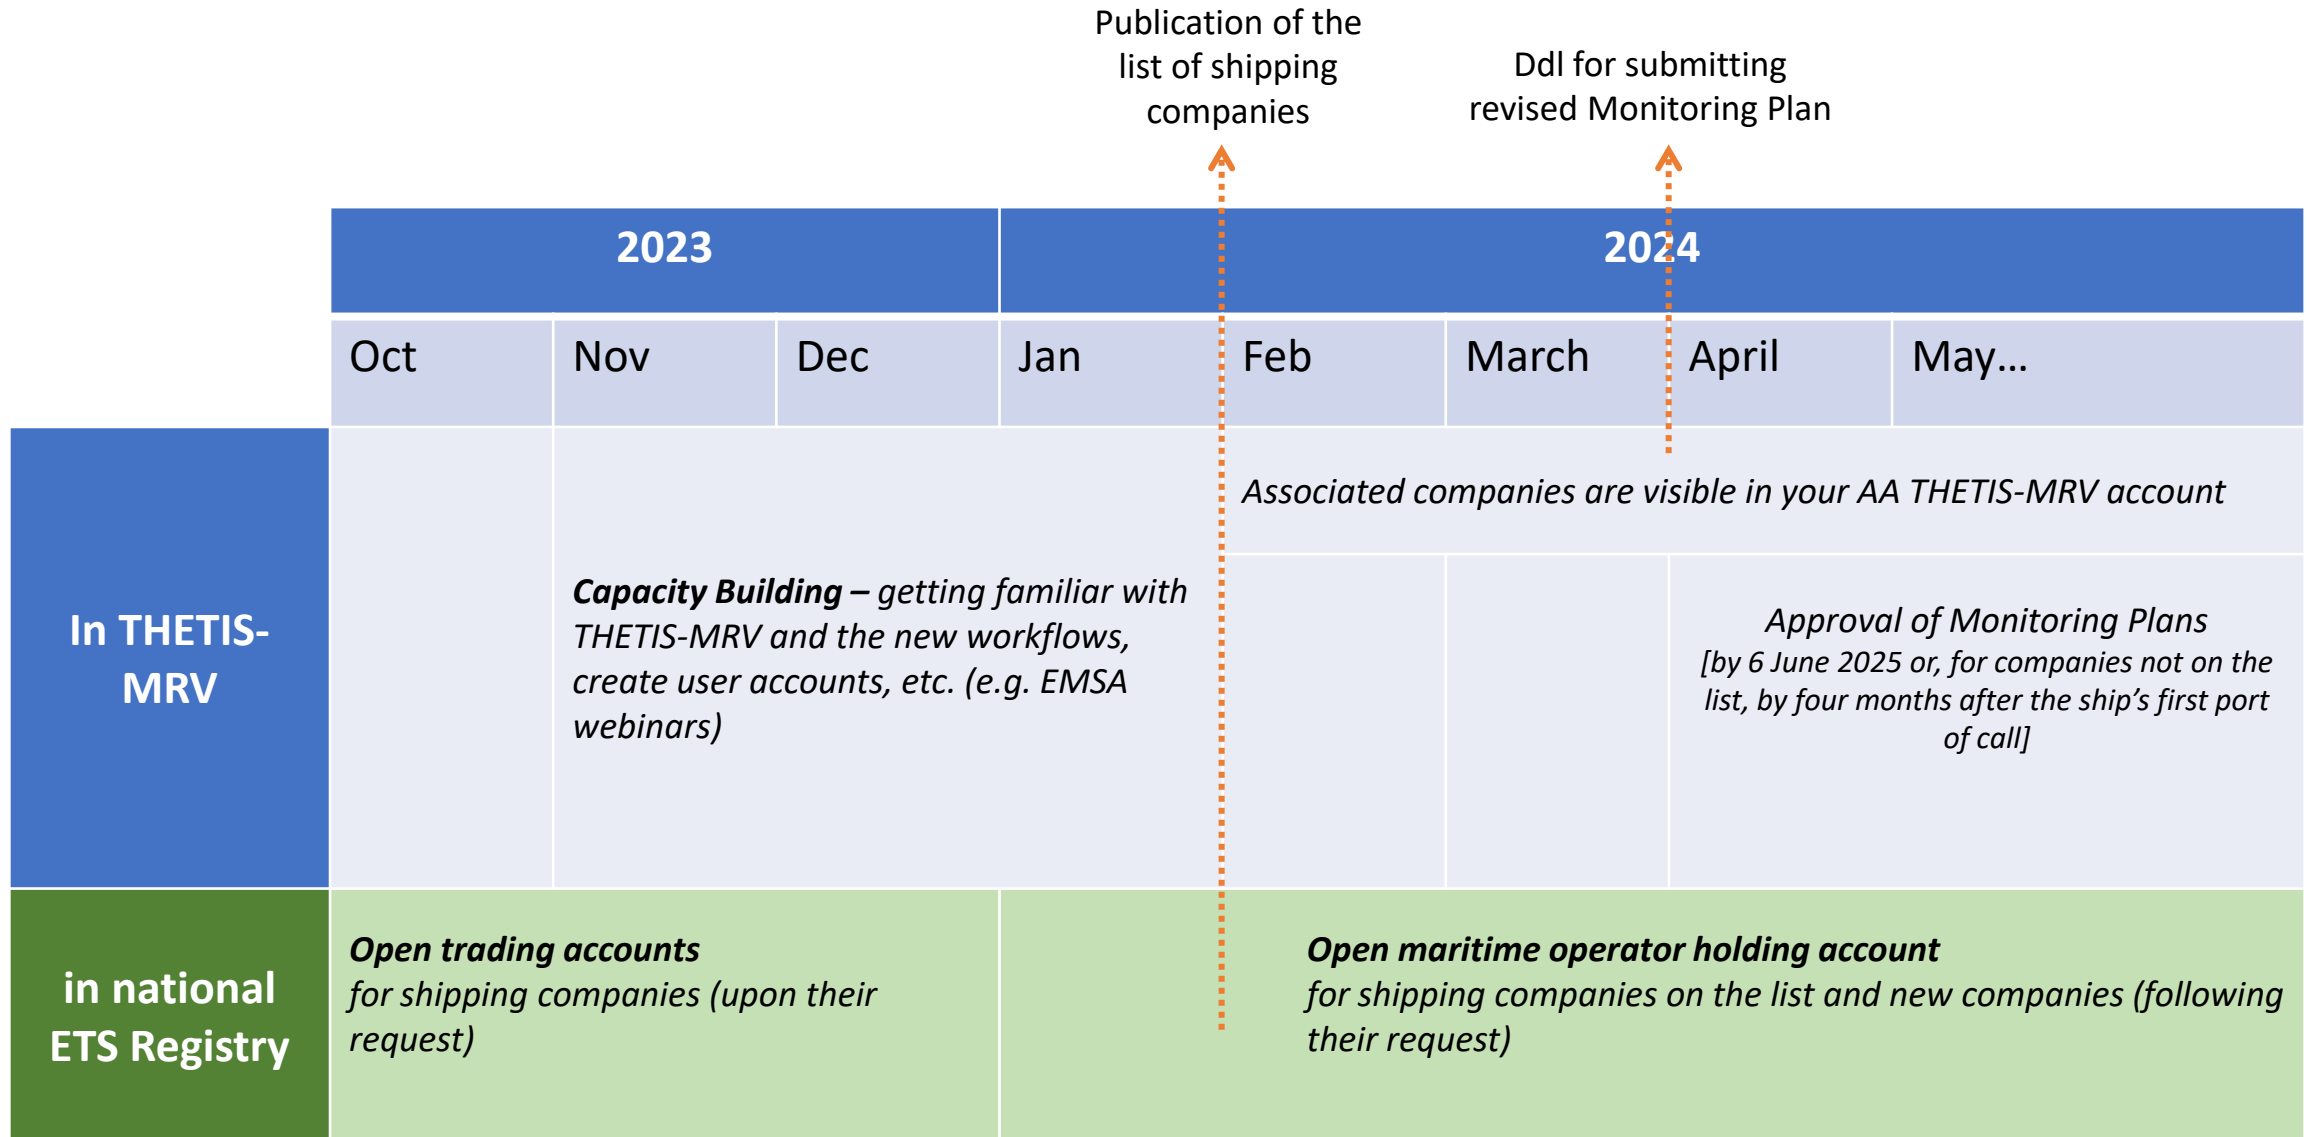 Publication of the
list of shipping
companies
Ddl for submitting
revised Monitoring Plan
2023
2024
Oct
Nov
Dec
Jan
Feb
March
April
May...
In THETIS-
MRV
Associated companies are visible in your AA THETIS-MRV account
Capacity Building – getting familiar with
THETIS-MRV and the new workflows,
create user accounts, etc. (e.g. EMSA
webinars)
Approval of Monitoring Plans
[by 6 June 2025 or, for companies not on the
list, by four months after the ship's first port
of call]
in national
ETS Registry
Open trading accounts
for shipping companies (upon their
request)
Open maritime operator holding account
for shipping companies on the list and new companies (following
their request)